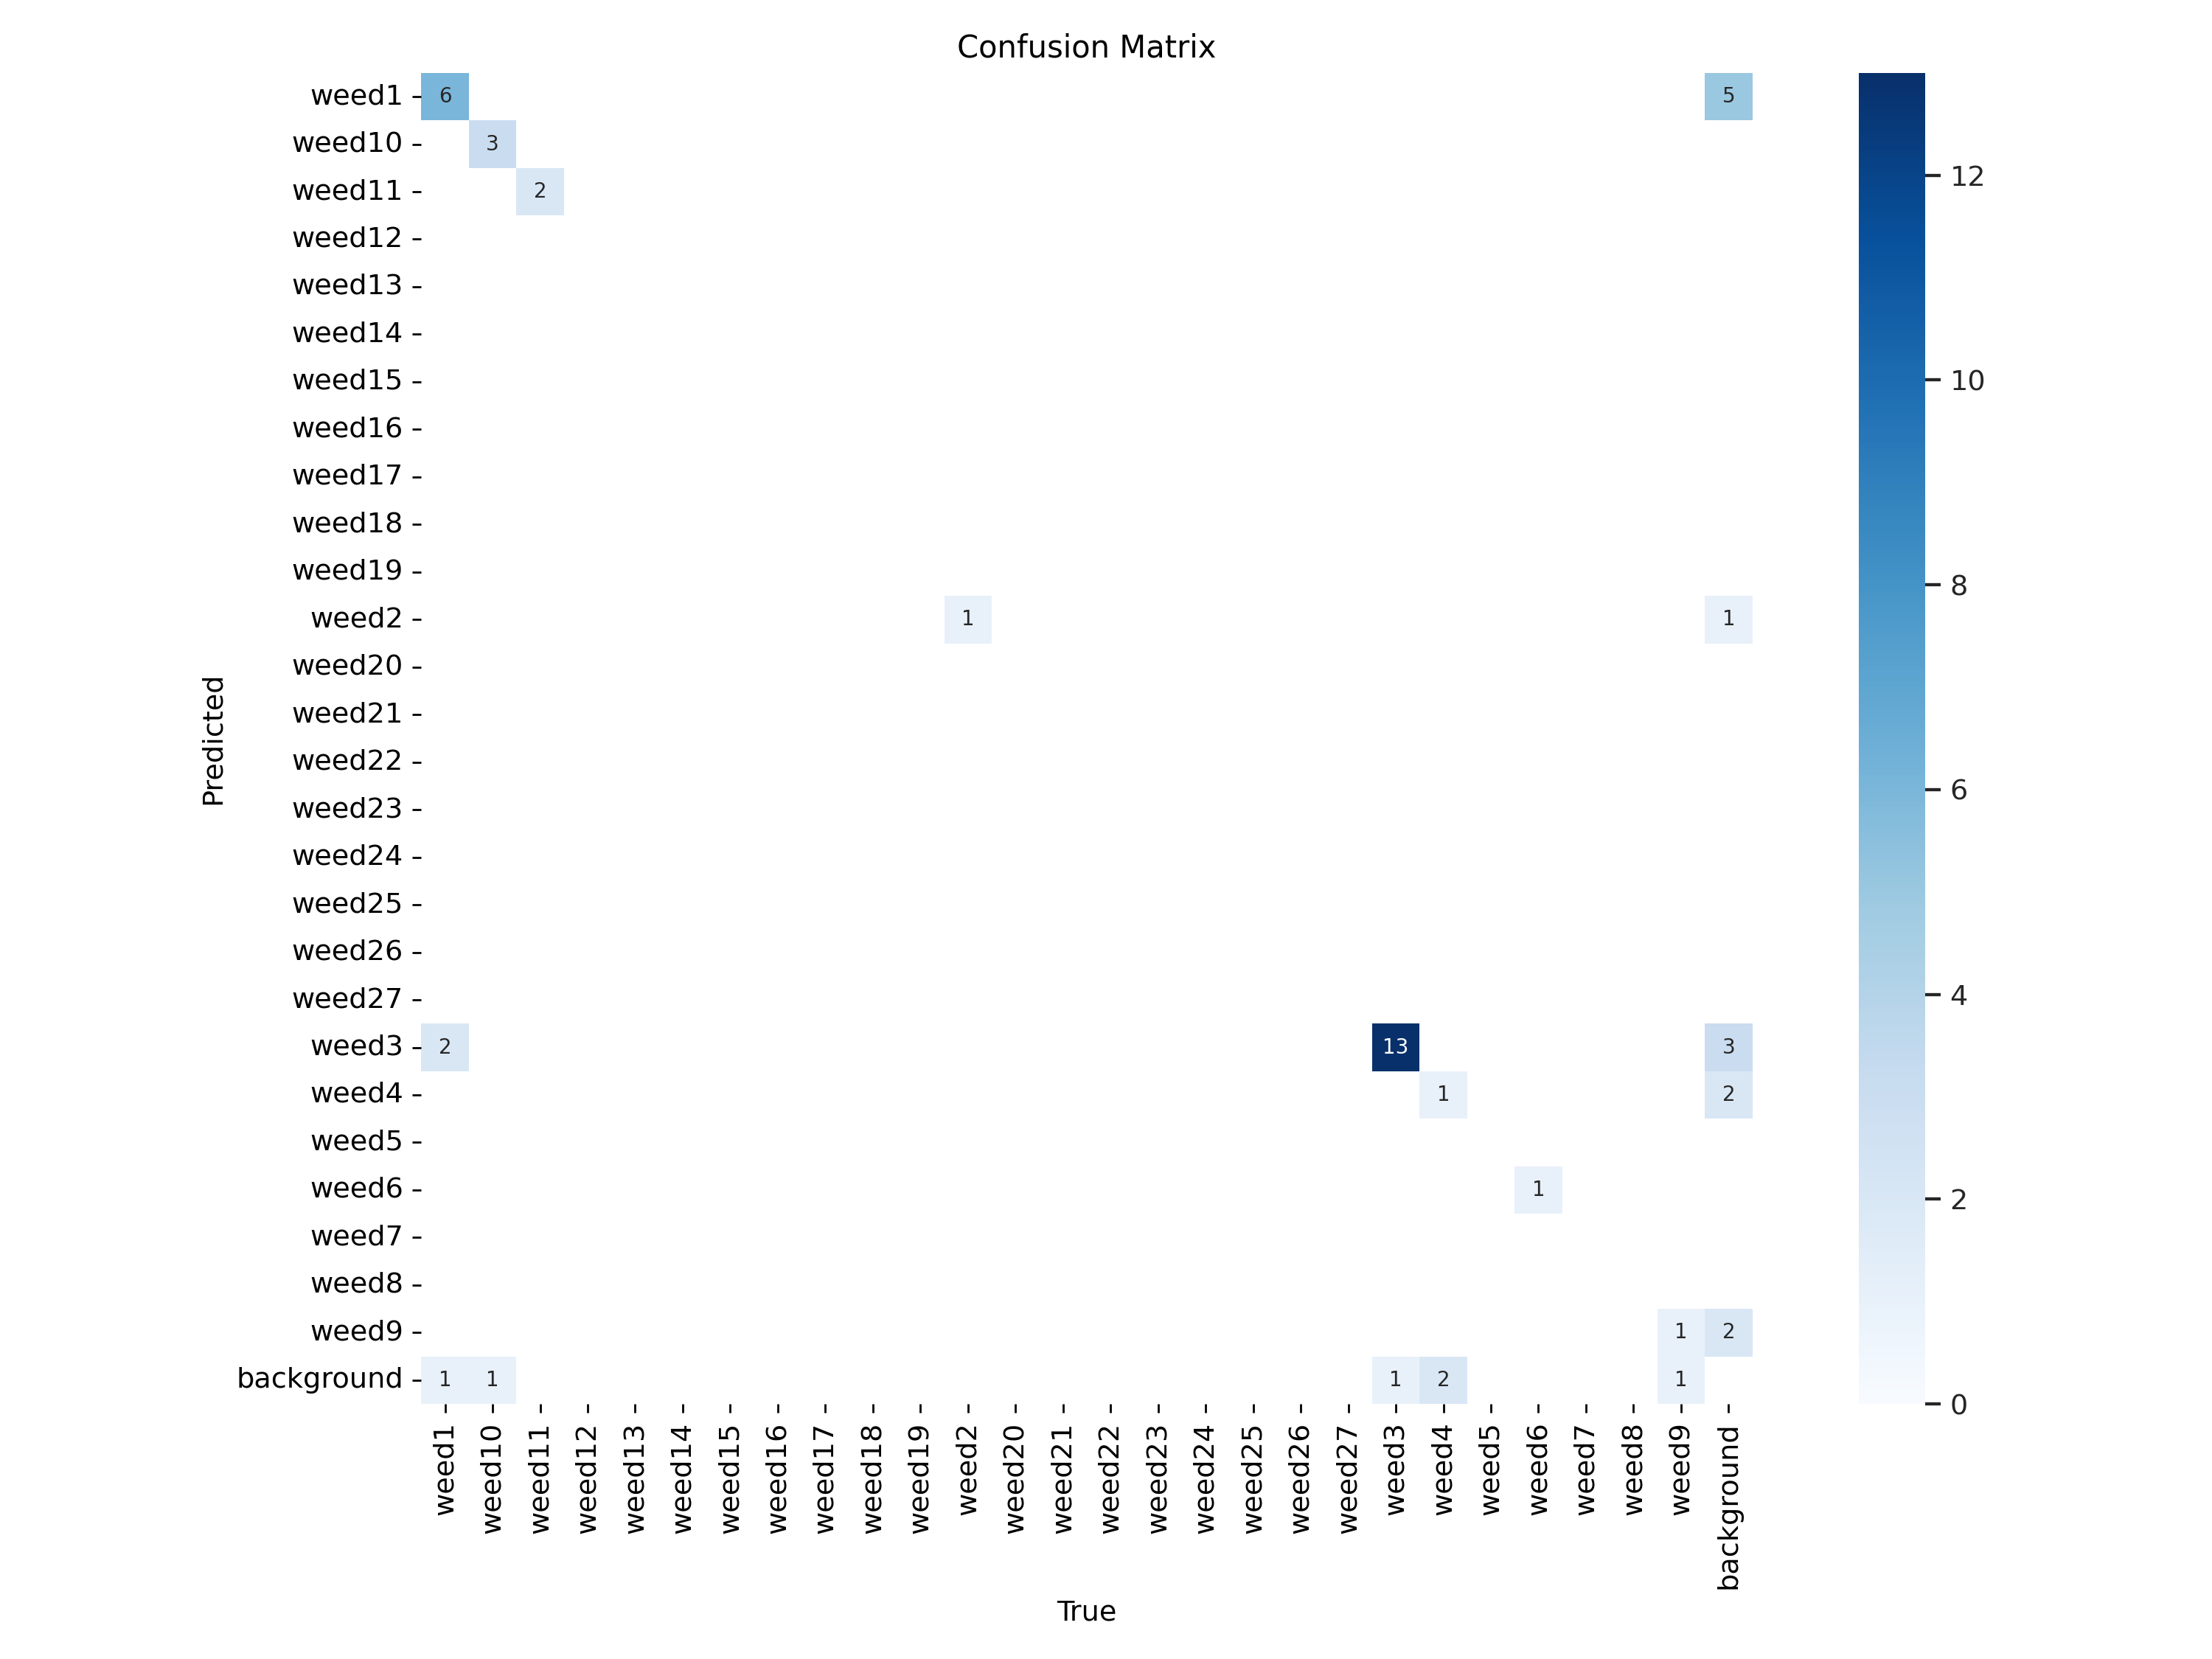 Confusion Matrix
weed1 6 5
weed10 3
weed11 2
weed12
weed13
weed14
weed15
weed16
weed17
weed18
weed19
weed2 1 1
weed20
weed21
weed22
weed23
weed24
weed25
weed26
weed27
weed3 2 13 3
weed4 1 2
weed5
weed6 1
weed7
weed8
weed9 1 2
background 1 1 1 2 1
Predicted
weed1 weed10 weed11 weed12 weed13 weed14 weed15 weed16 weed17 weed18 weed19 weed2 weed20 weed21 weed22 weed23 weed24 weed25 weed26 weed27 weed3 weed4 weed5 weed6 weed7 weed8 weed9 background
True
12
10
8
6
4
2
0